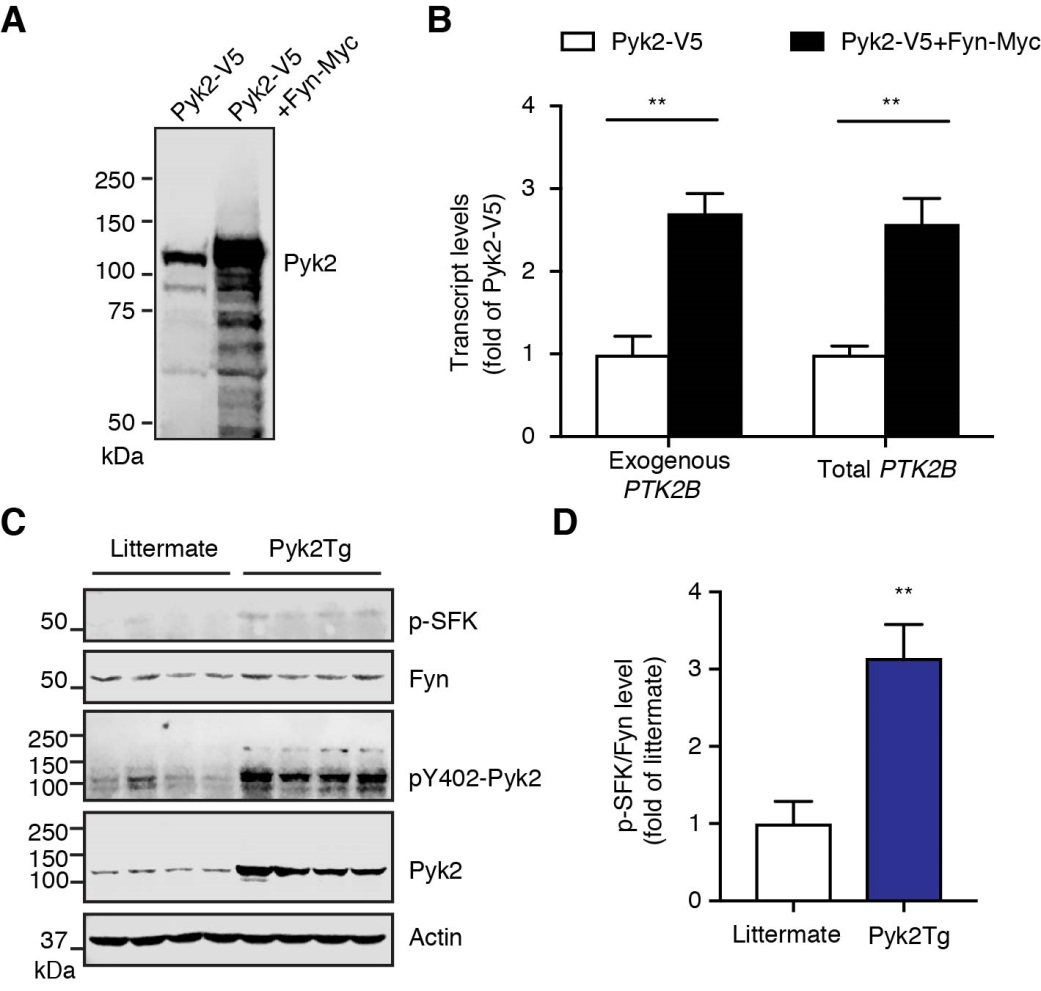 A
Pyk2-V5
Pyk2-V5
+Fyn-Myc
250
150
100
75
50
kDa
Pyk2
B
Pyk2-V5
Pyk2-V5+Fyn-Myc
Transcript levels
(fold of Pyk2-V5)
4
3
2
1
0
**
**
Exogenous
PTK2B
Total PTK2B
C
Littermate
Pyk2Tg
50
p-SFK
50
Fyn
250
150
100
pY402-Pyk2
250
150
100
Pyk2
37
kDa
Actin
D
p-SFK/Fyn level
(fold of littermate)
4
3
2
1
0
**
Littermate
Pyk2Tg